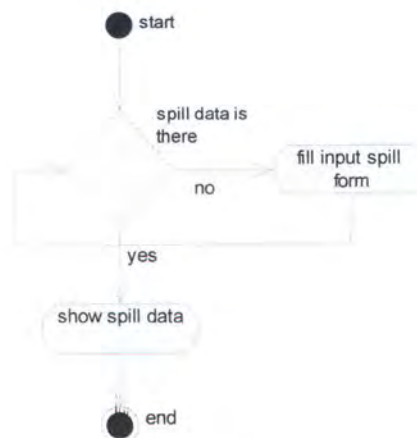 start
spill data is
there
fill input spill
form
no
yes
show spill data
end